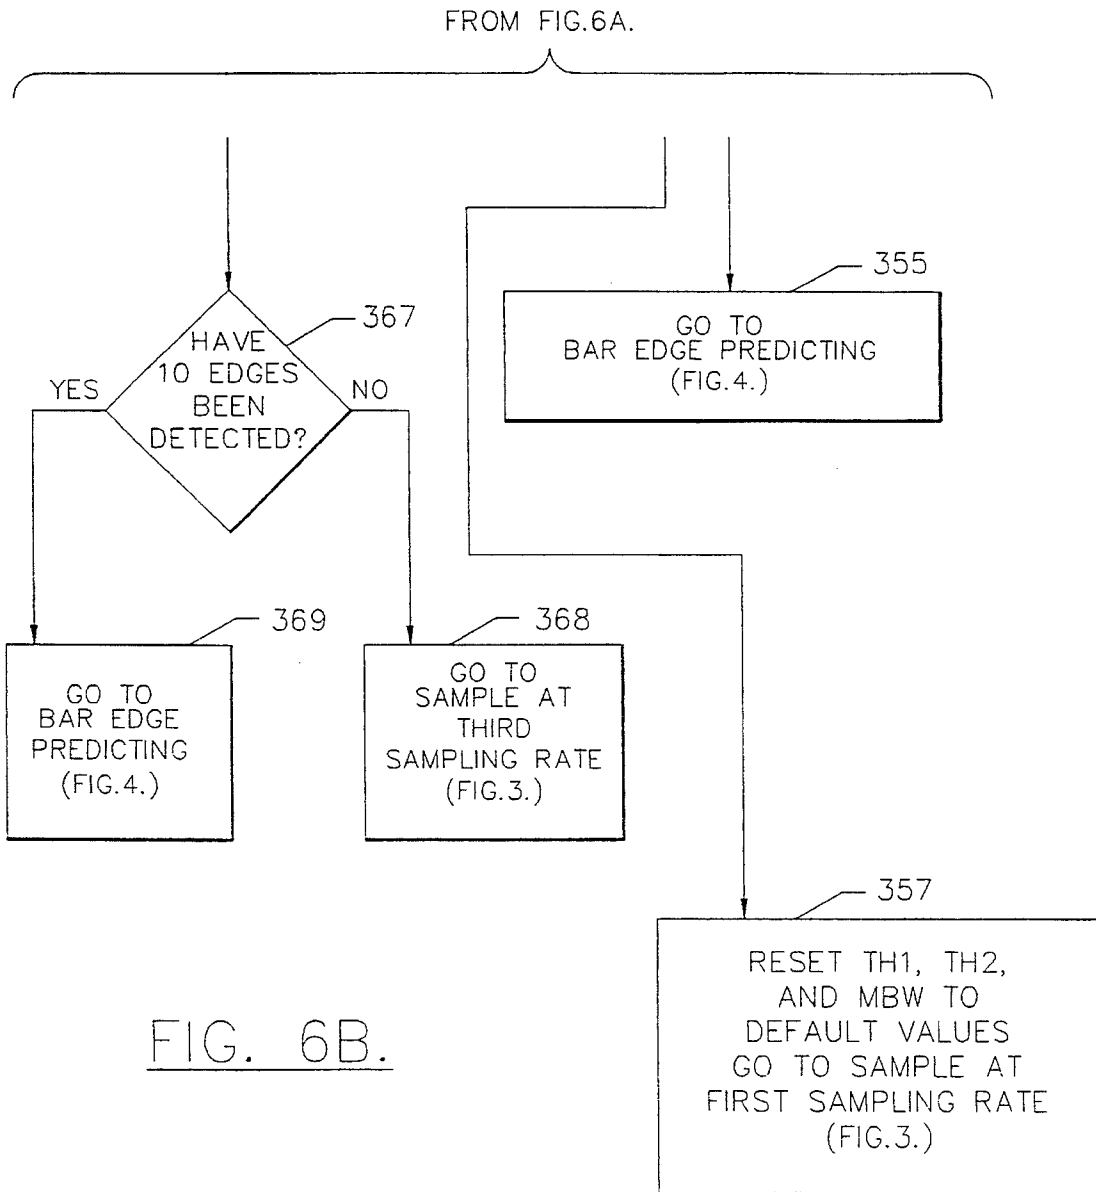 FROM FIG.6A.
355
GO TO
BAR EDGE PREDICTING
(FIG.4.)
367
HAVE
10 EDGES
BEEN
DETECTED?
YES
NO
369
GO TO
BAR EDGE
PREDICTING
(FIG.4.)
368
GO TO
SAMPLE AT
THIRD
SAMPLING RATE
(FIG.3.)
357
RESET TH1, TH2,
AND MBW TO
DEFAULT VALUES
GO TO SAMPLE AT
FIRST SAMPLING RATE
(FIG.3.)
FIG. 6B.